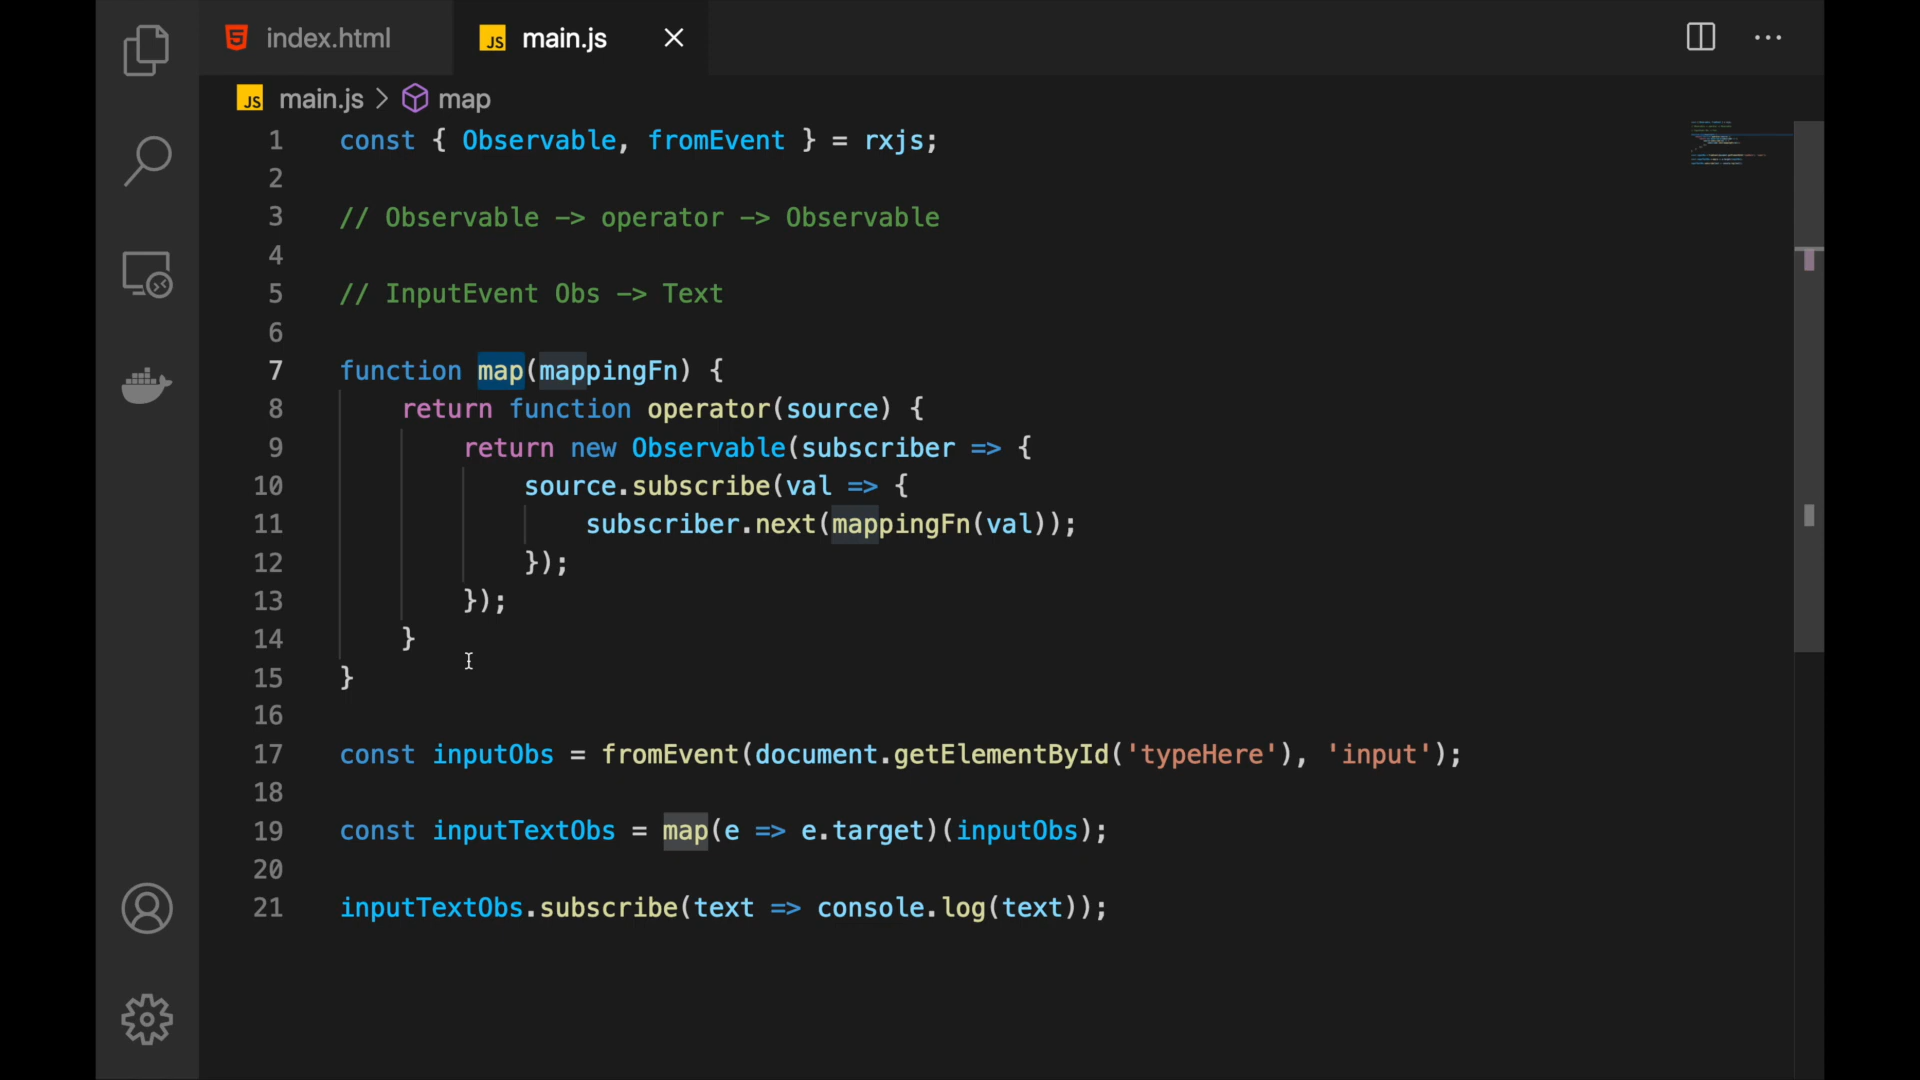 index.html
JS main.js
JS main.js > map
1 const { Observable, fromEvent } = rxjs;
2
3 // Observable -> operator -> Observable
4
5 // InputEvent Obs -> Text
6
7 function map(mappingFn) {
8 return function operator(source) {
9 return new Observable(subscriber => {
10 source.subscribe(val => {
11 subscriber.next(mappingFn(val));
12 });
13 });
14 }
15 }
16
17 const inputObs = fromEvent(document.getElementById('typeHere'), 'input');
18
19 const inputTextObs = map(e => e.target)(inputObs);
20
21 inputTextObs.subscribe(text => console.log(text));